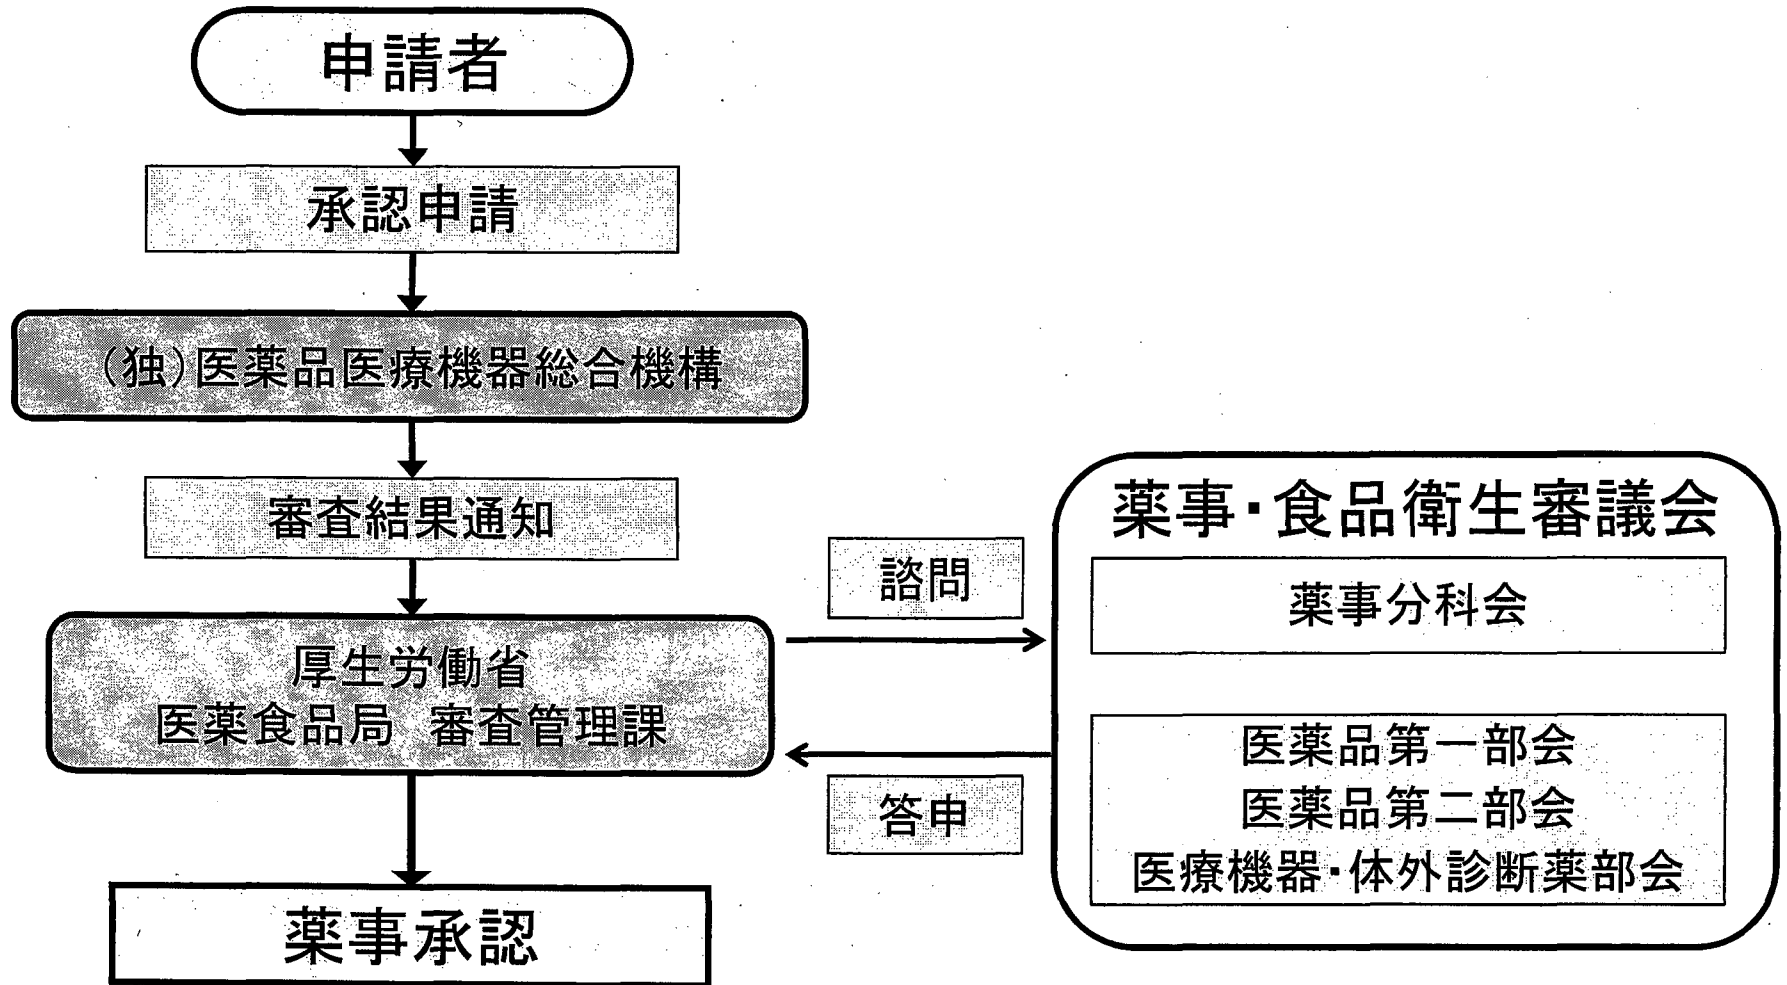 申請者
承認申請
(独)医薬品医療機器総合機構
審査結果通知
厚生労働省
医薬食品局 審査管理課
薬事承認
諮問
答申
薬事・食品衛生審議会
薬事分科会
医薬品第一部会
医薬品第二部会
医療機器・体外診断薬部会